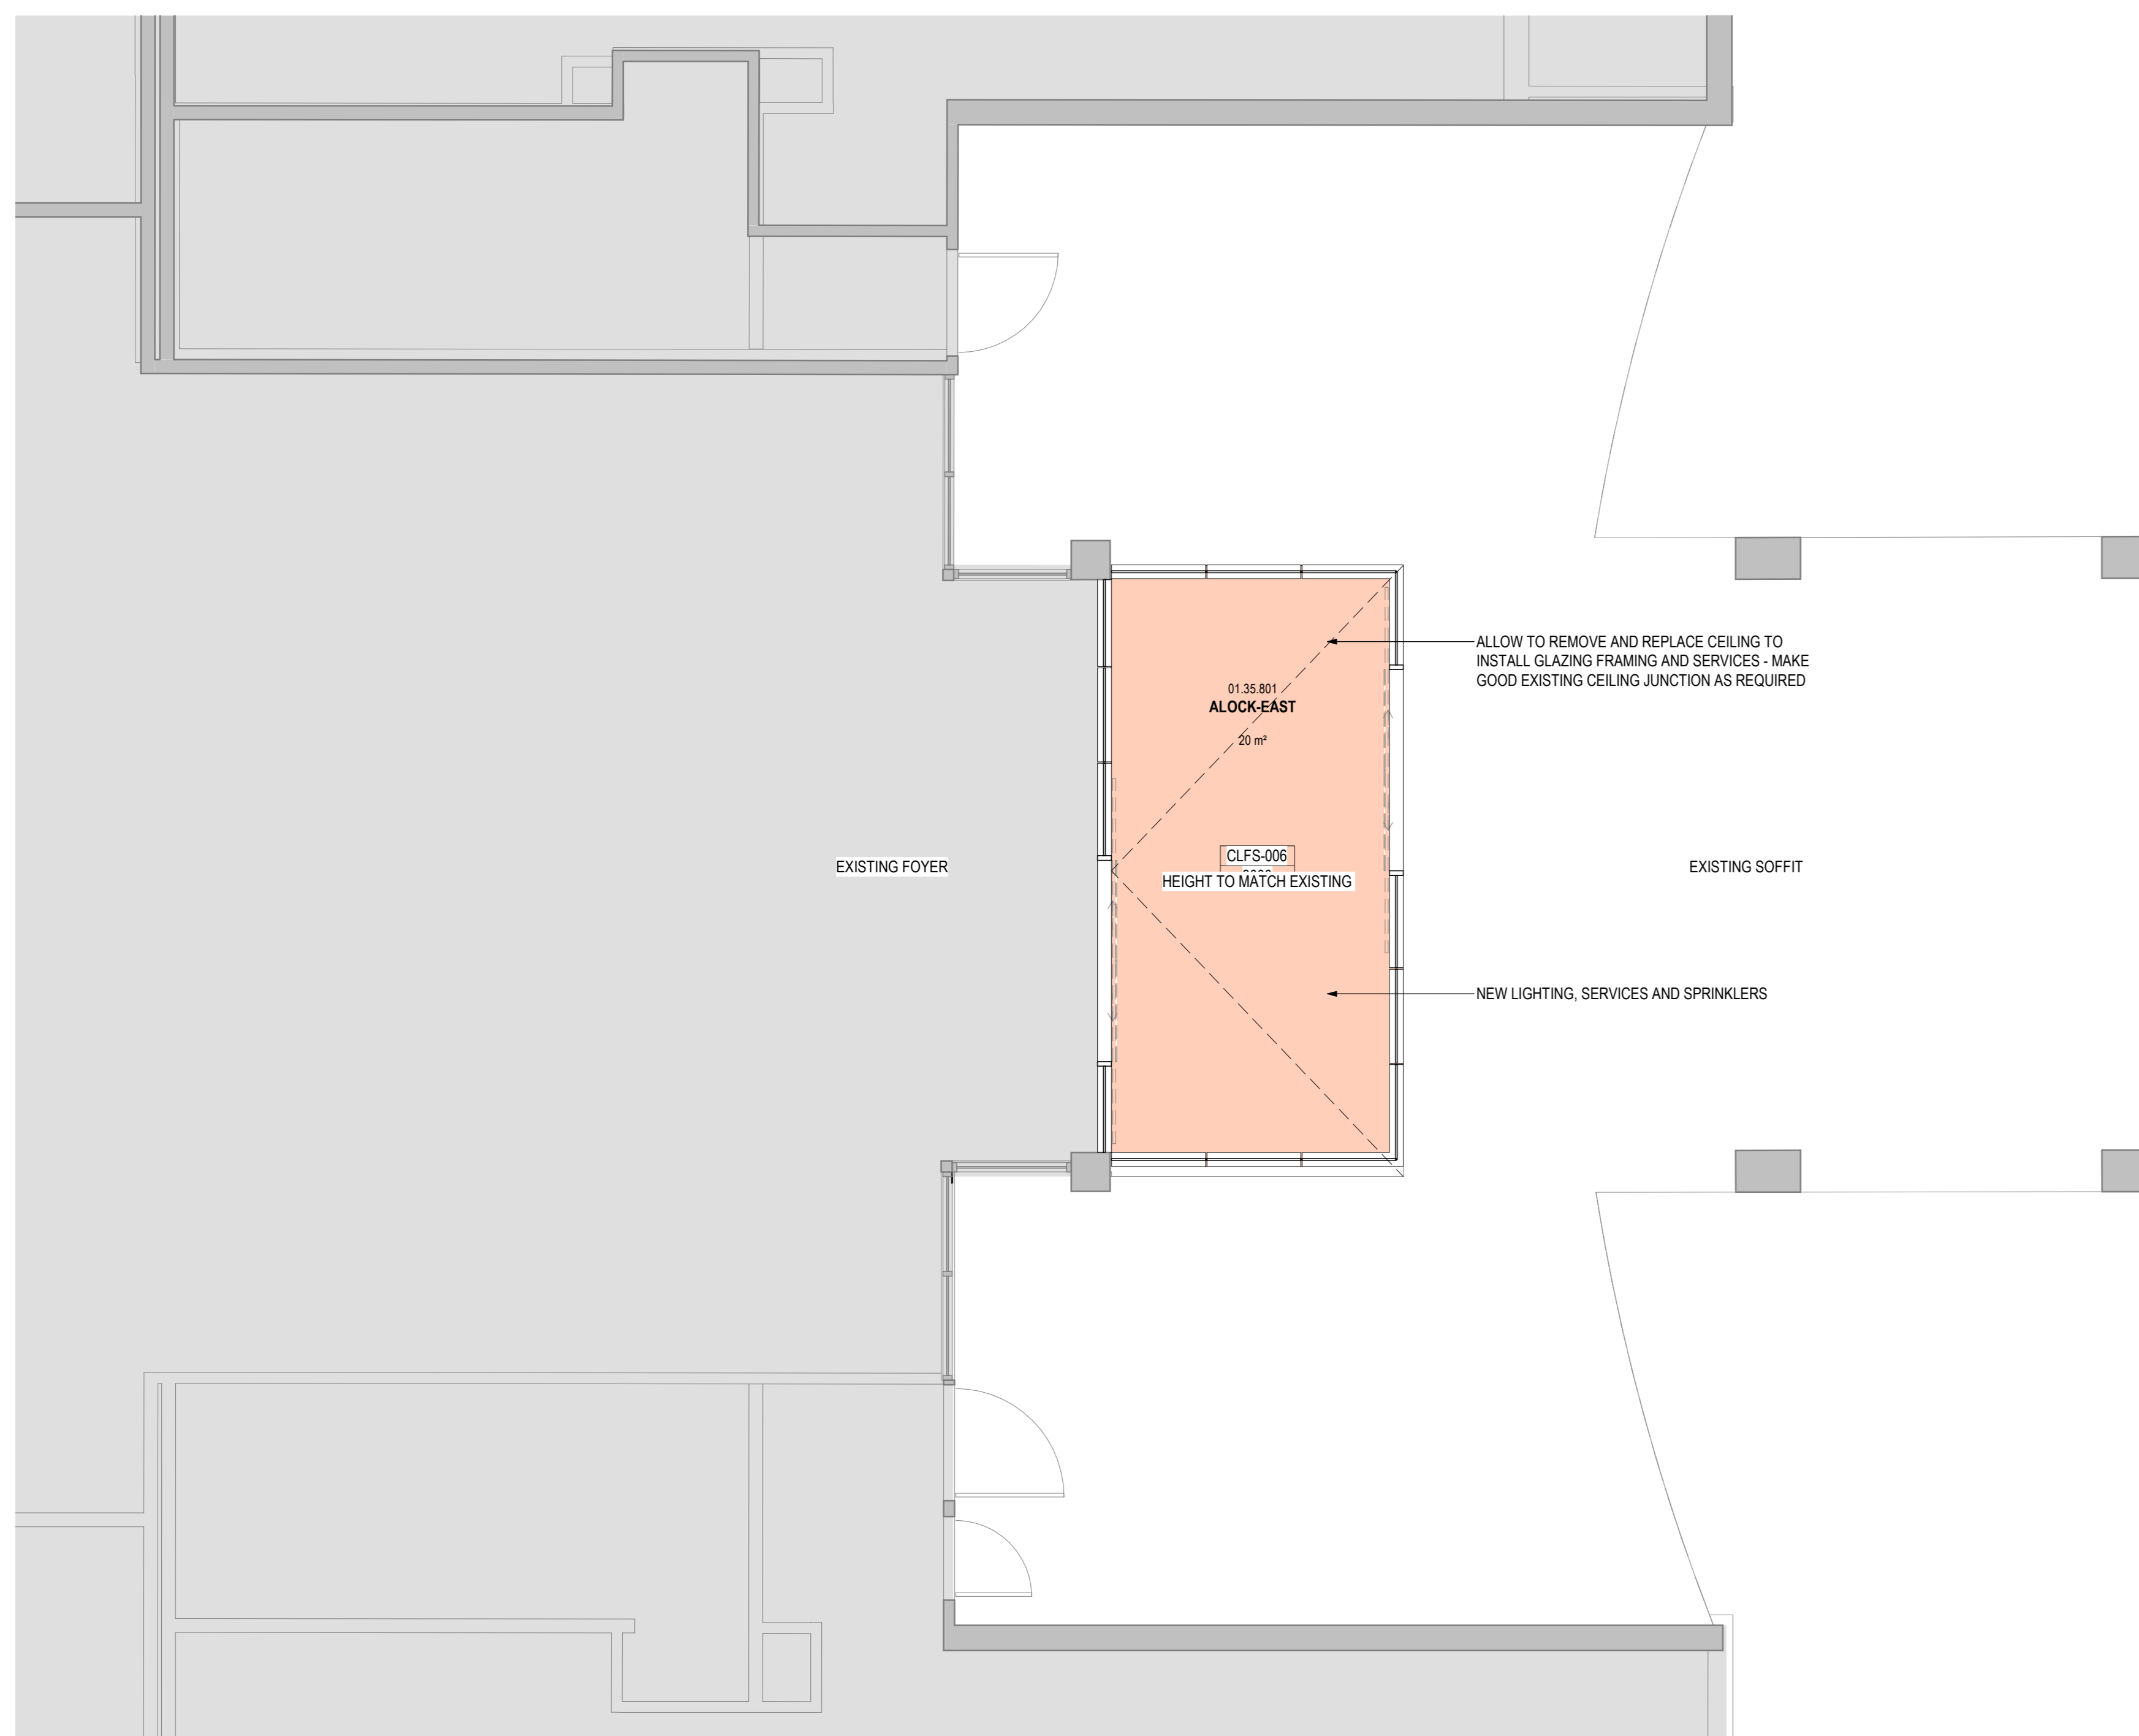 ALLOW TO REMOVE AND REPLACE CEILING TO
INSTALL GLAZING FRAMING AND SERVICES - MAKE
GOOD EXISTING CEILING JUNCTION AS REQUIRED
01.35.801
ALOCK-EAST
20 m²
EXISTING FOYER
CLFS-006
HEIGHT TO MATCH EXISTING
EXISTING SOFFIT
NEW LIGHTING, SERVICES AND SPRINKLERS